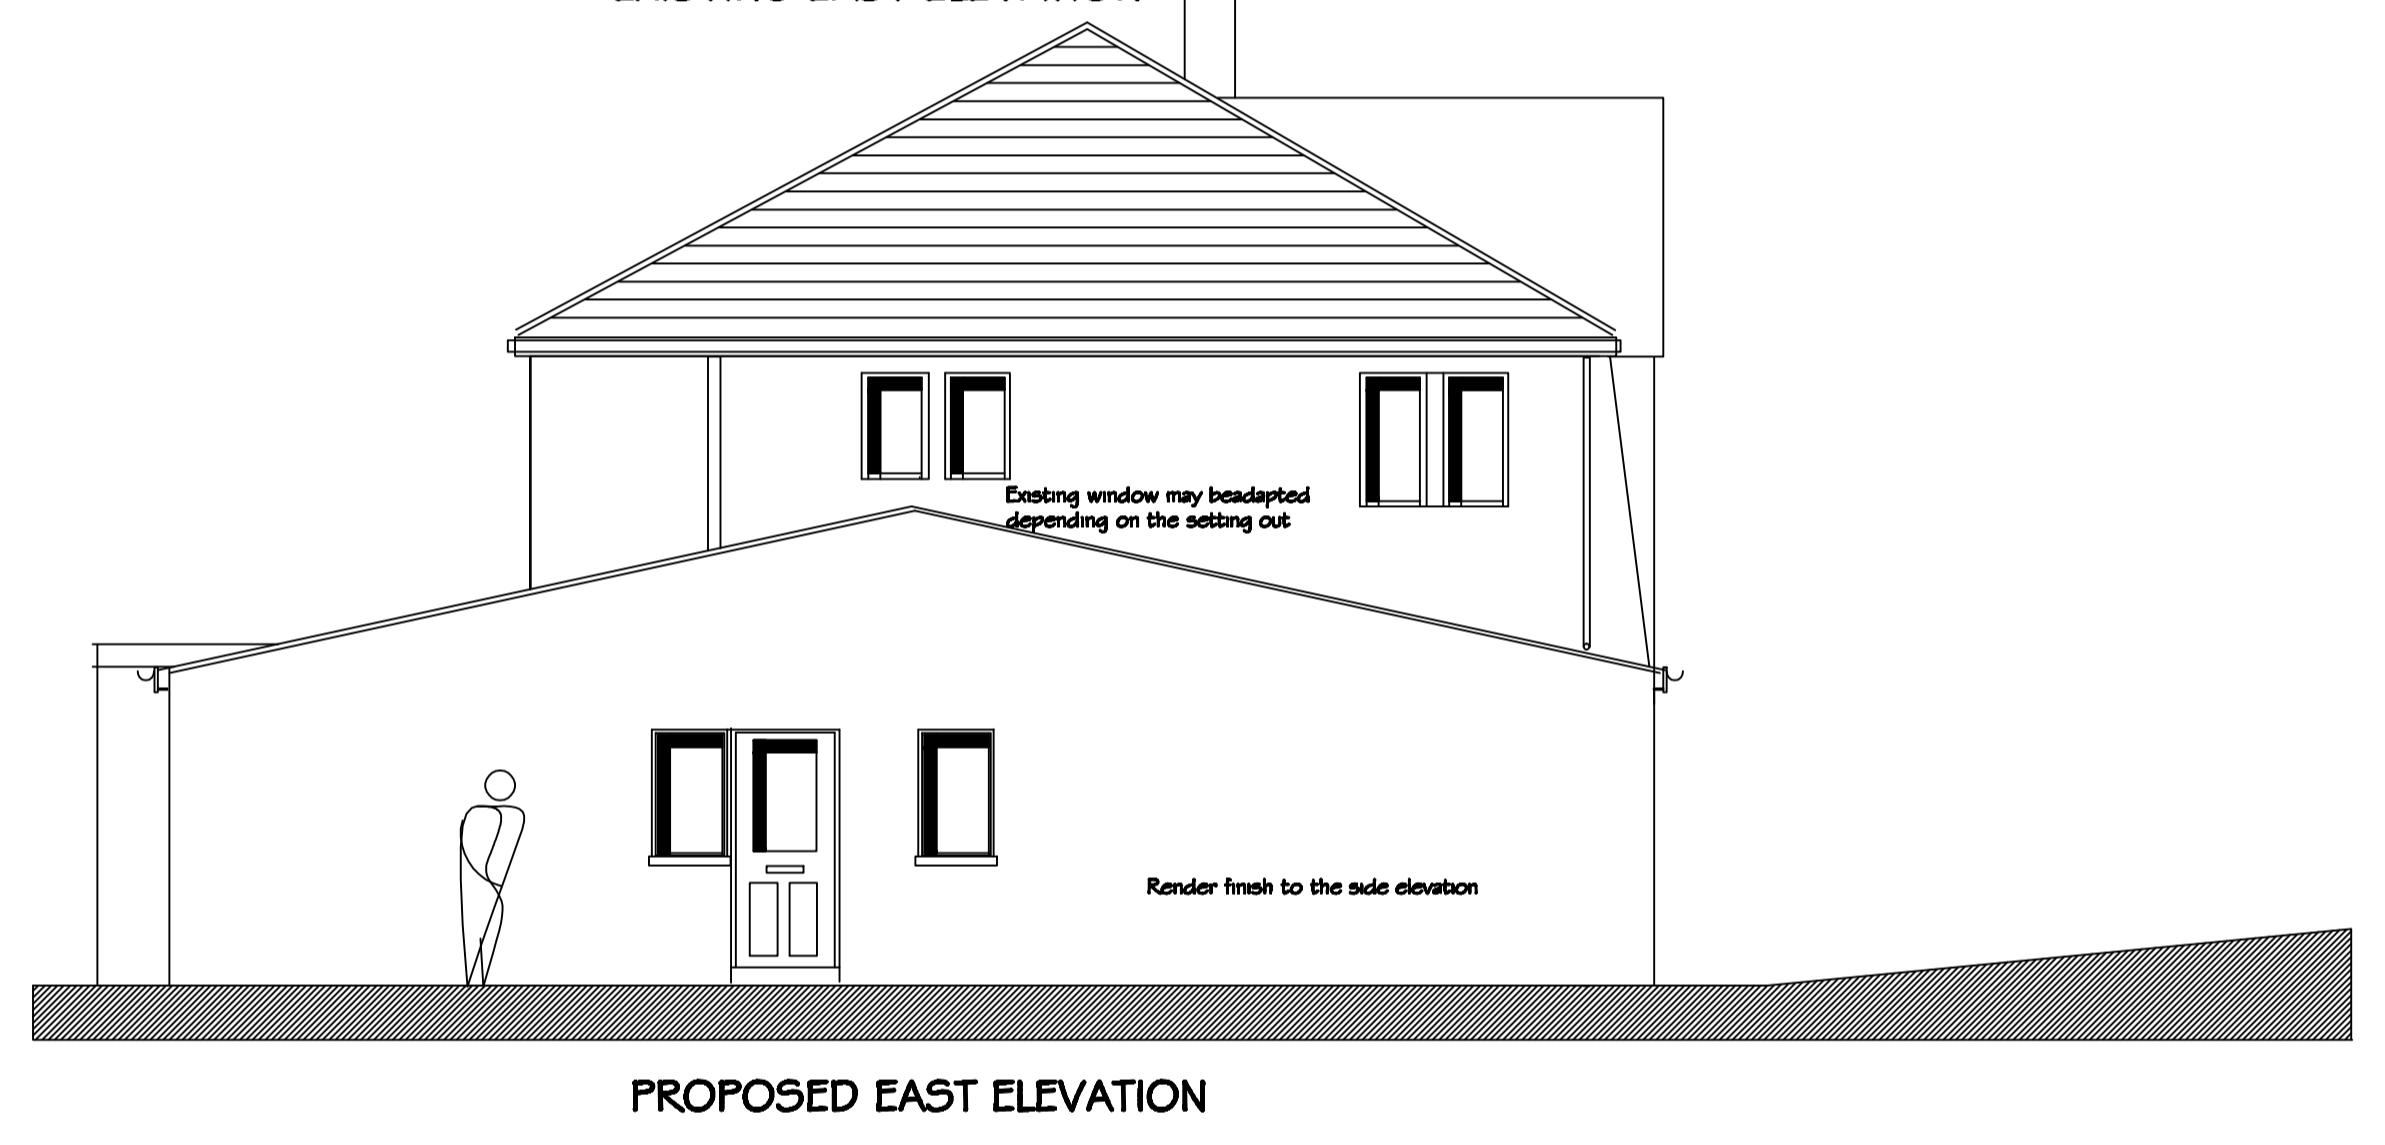 Existing window may beadapted
depending on the setting out
Render finish to the side elevation
PROPOSED EAST ELEVATION